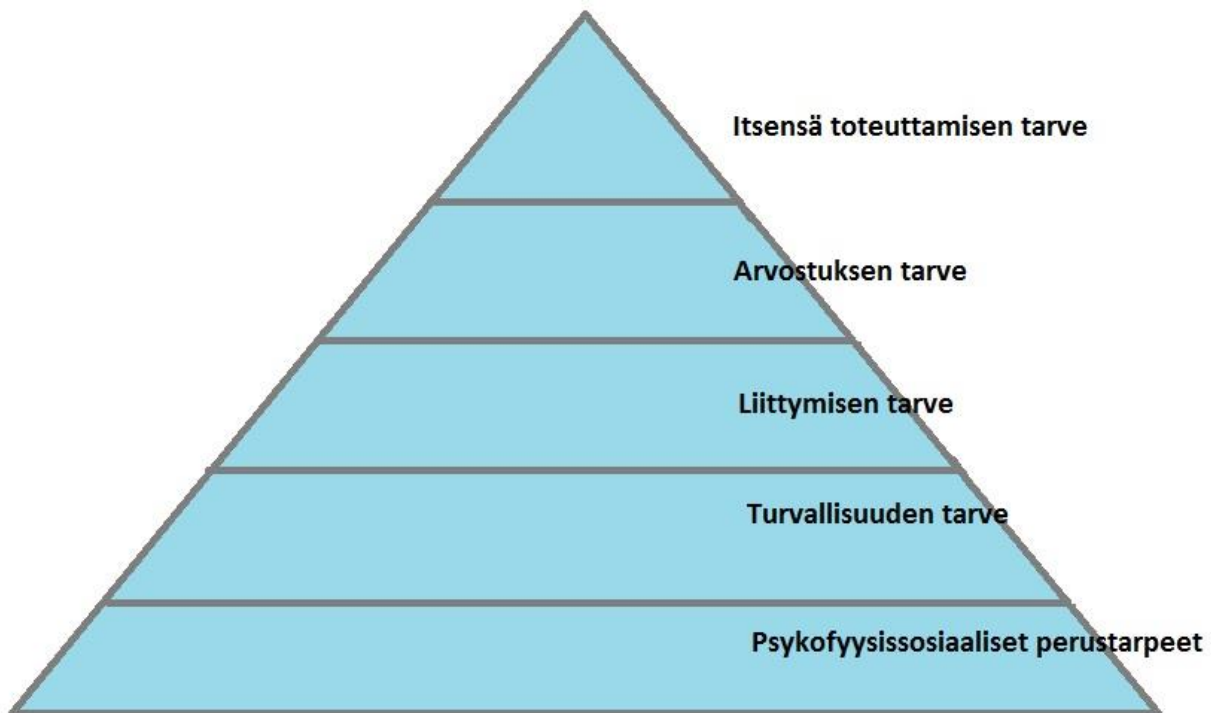 Itsensä toteuttamisen tarve
Arvostuksen tarve
Liittymisen tarve
Turvallisuuden tarve
Psykofyysissosiaaliset perustarpeet